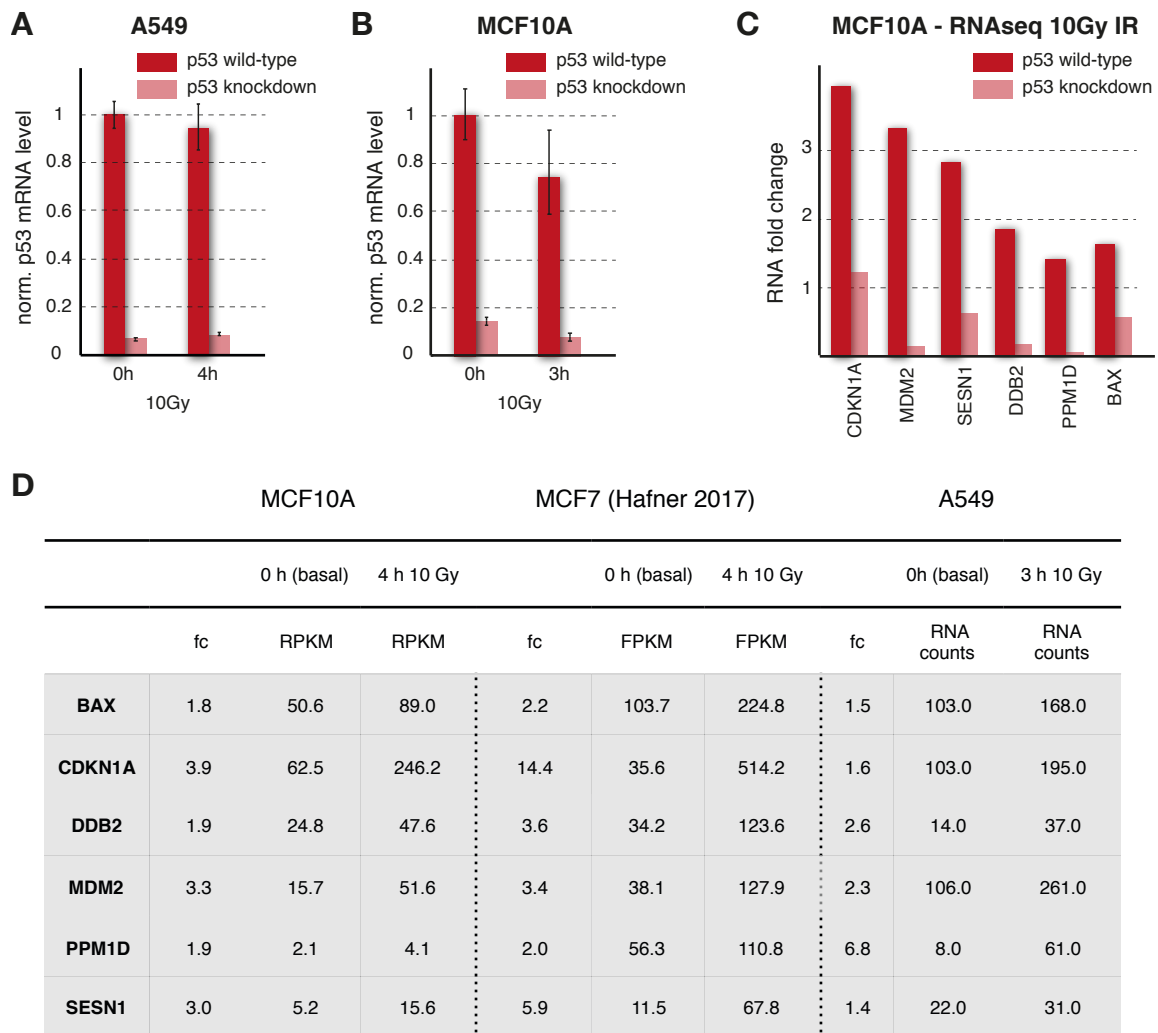 A
A549
p53 wild-type
p53 knockdown
norm. p53 mRNA level
1
0.8
0.6
0.4
0.2
0
0h
4h
10Gy
B
MCF10A
p53 wild-type
p53 knockdown
norm. p53 mRNA level
1
0.8
0.6
0.4
0.2
0
0h
3h
10Gy
C
MCF10A - RNAseq 10Gy IR
p53 wild-type
p53 knockdown
RNA fold change
3
2
1
CDKN1A
MDM2
SESN1
DDB2
PPM1D
BAX
D
MCF10A MCF7 (Hafner 2017) A549
0 h (basal) 4 h 10 Gy 0 h (basal) 4 h 10 Gy 0h (basal) 3 h 10 Gy
fc RPKM RPKM fc FPKM FPKM fc RNA counts RNA counts
BAX 1.8 50.6 89.0 2.2 103.7 224.8 1.5 103.0 168.0
CDKN1A 3.9 62.5 246.2 14.4 35.6 514.2 1.6 103.0 195.0
DDB2 1.9 24.8 47.6 3.6 34.2 123.6 2.6 14.0 37.0
MDM2 3.3 15.7 51.6 3.4 38.1 127.9 2.3 106.0 261.0
PPM1D 1.9 2.1 4.1 2.0 56.3 110.8 6.8 8.0 61.0
SESN1 3.0 5.2 15.6 5.9 11.5 67.8 1.4 22.0 31.0